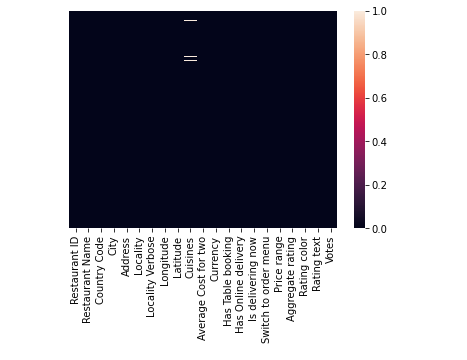 1.0
0.8
0.6
0.4
0.2
0.0
Restaurant ID
Restaurant Name
Country Code
City
Address
Locality
Locality Verbose
Longitude
Latitude
Cuisines
Average Cost for two
Currency
Has Table booking
Has Online delivery
Is delivering now
Switch to order menu
Price range
Aggregate rating
Rating color
Rating text
Votes